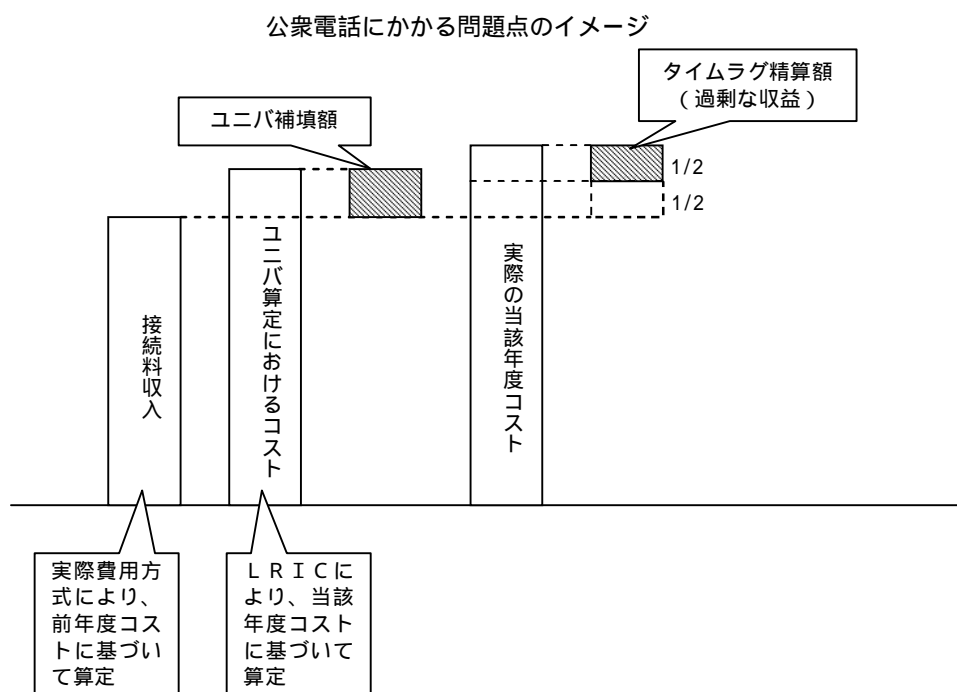 公衆電話にかかる問題点のイメージ
タイムラグ精算額
(過剰な収益)
ユニバ補填額
1/2
1/2
接続料収入
ユニバ算定におけるコスト
実際の当該年度コスト
実際費用方
式により、
前年度コス
トに基づい
て算定
LRICに
より、当該
年度コスト
に基づいて
算定